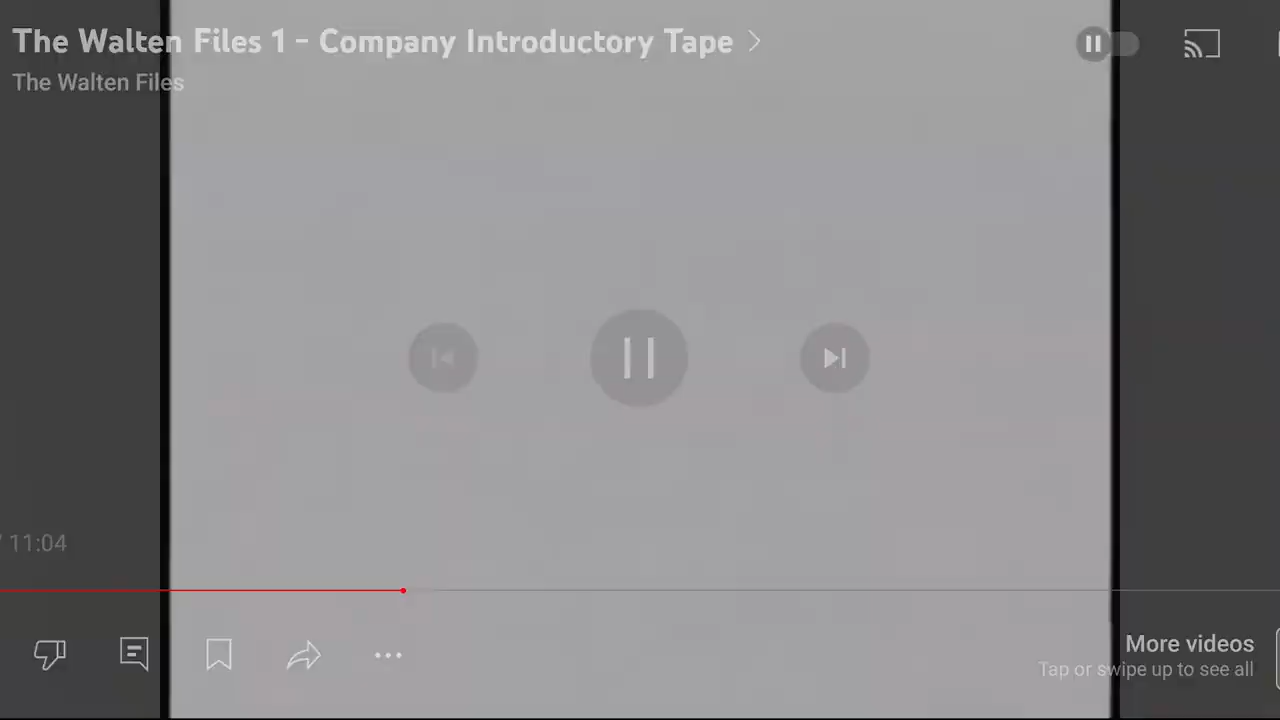 The Walten Files 1 - Company Introductory Tape
The Walten Files
/ 11:04
More videos
Tap or swipe up to see all